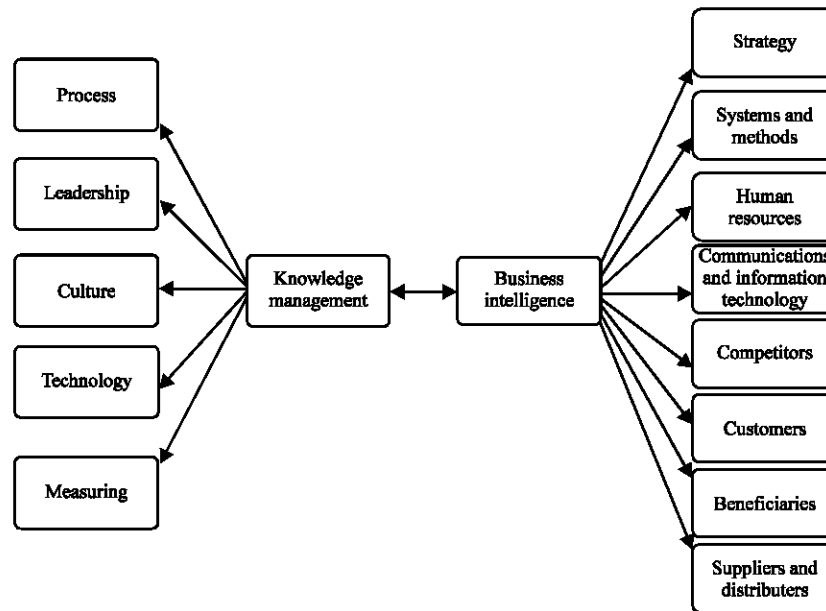 Process
Leadership
Culture
Technology
Measuring
Knowledge
management
Business
intelligence
Strategy
Systems and
methods
Human
resources
Communications
and information
technology
Competitors
Customers
Beneficiaries
Suppliers and
distributers